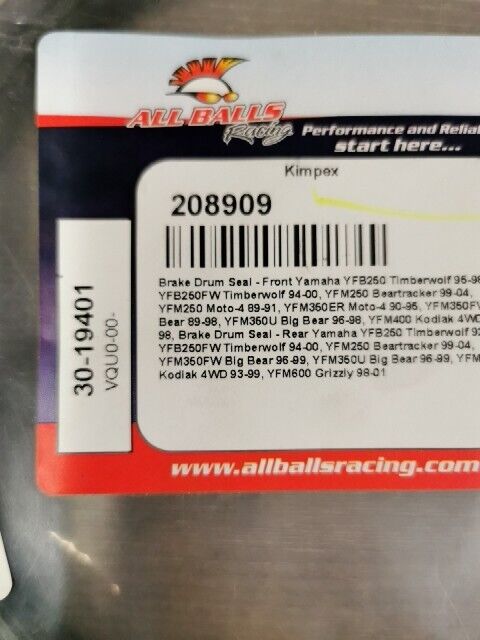 ALL BALLS
Racing
Performance and Relia
start here...
Kimpex
208909
Brake Drum Seal - Front Yamaha YFB250 Timberwolf 95-98
YFB250FW Timberwolf 94-00, YFM250 Beartracker 99-04,
YFM250 Moto-4 89-91, YFM350ER Moto-4 90-95, YFM350FW
Bear 89-98, YFM350U Big Bear 96-98, YFM400 Kodiak 4WD
98, Brake Drum Seal - Rear Yamaha YFB250 Timberwolf 92
YFB250FW Timberwolf 94-00, YFM250 Beartracker 99-04,
YFM350FW Big Bear 96-99, YFM350U Big Bear 96-99, YFM
Kodiak 4WD 93-99, YFM600 Grizzly 98-01
30-19401
VQU0-00-
www.allballsracing.com